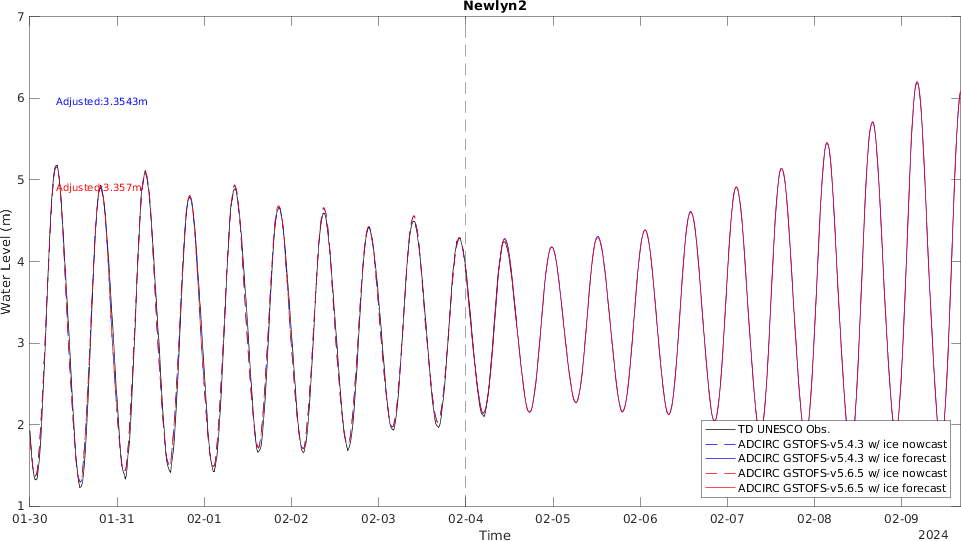 Newlyn2
7
6
5
4
3
2
1
Water Level (m)
Adjusted:3.3543m
Adjusted:3.357m
TD UNESCO Obs.
ADCIRC GSTOFS-v5.4.3 w/ ice nowcast
ADCIRC GSTOFS-v5.4.3 w/ ice forecast
ADCIRC GSTOFS-v5.6.5 w/ ice nowcast
ADCIRC GSTOFS-v5.6.5 w/ ice forecast
01-30 01-31 02-01 02-02 02-03 02-04 02-05 02-06 02-07 02-08 02-09
Time
2024